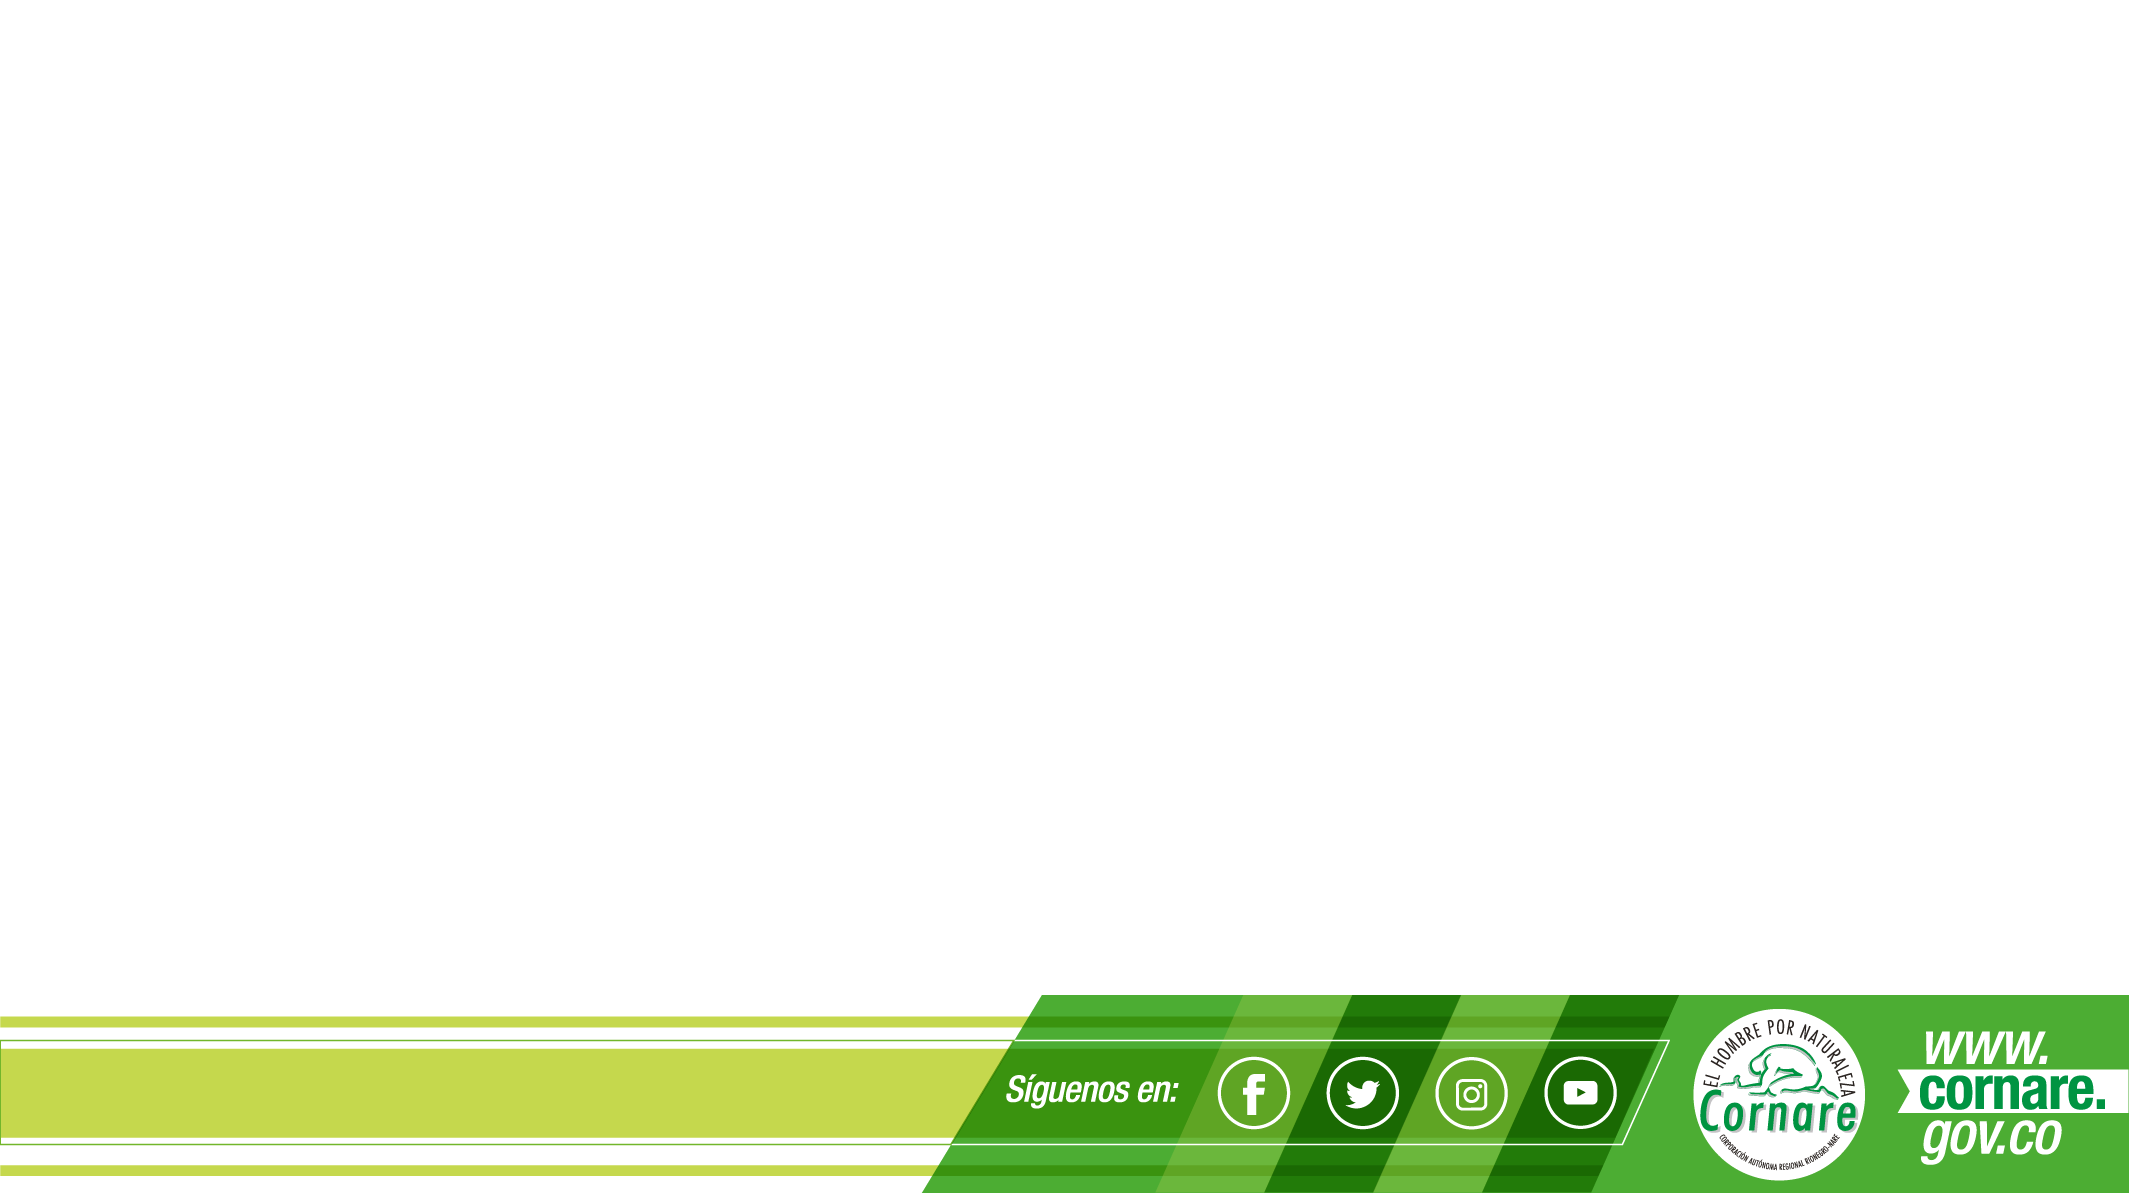 Síguenos en:
EL HOMBRE POR NATURALEZA
Cornare
CORPORACIÓN AUTÓNOMA REGIONAL RIONEGRO-NARE
www.
cornare.
gov.co